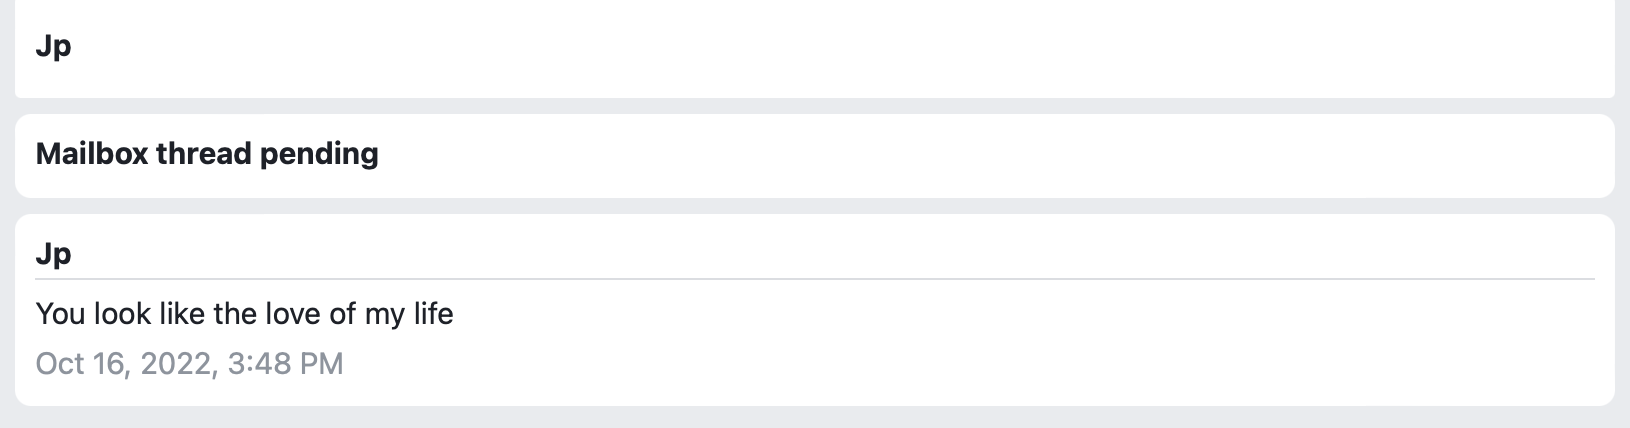 Jp
Mailbox thread pending
Jp
You look like the love of my life
Oct 16, 2022, 3:48 PM